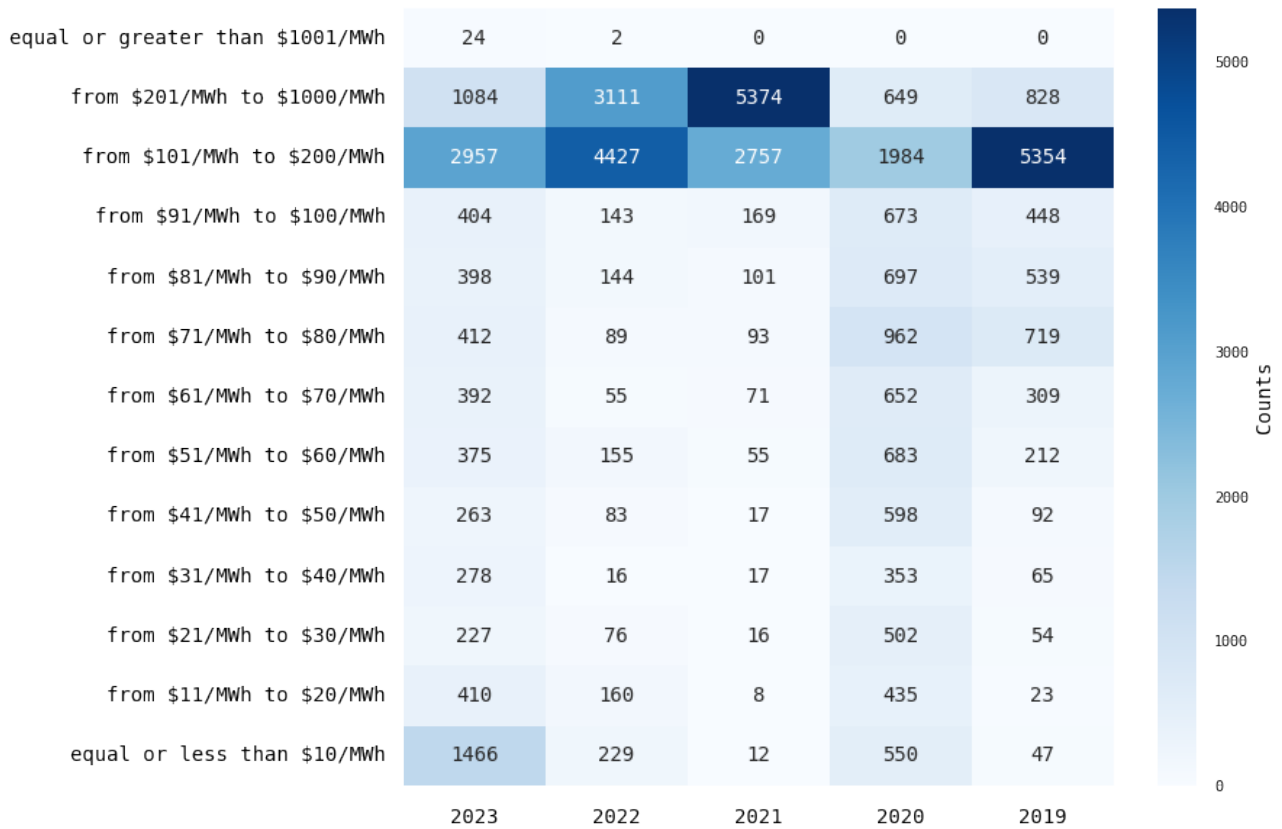 equal or greater than $1001/MWh 24 2 0 0 0
5000
from $201/MWh to $1000/MWh 1084 3111 5374 649 828
from $101/MWh to $200/MWh 2957 4427 2757 1984 5354
from $91/MWh to $100/MWh 404 143 169 673 448
4000
from $81/MWh to $90/MWh 398 144 101 697 539
from $71/MWh to $80/MWh 412 89 93 962 719
3000
from $61/MWh to $70/MWh 392 55 71 652 309
Counts
from $51/MWh to $60/MWh 375 155 55 683 212
2000
from $41/MWh to $50/MWh 263 83 17 598 92
from $31/MWh to $40/MWh 278 16 17 353 65
from $21/MWh to $30/MWh 227 76 16 502 54
1000
from $11/MWh to $20/MWh 410 160 8 435 23
equal or less than $10/MWh 1466 229 12 550 47
0
2023 2022 2021 2020 2019